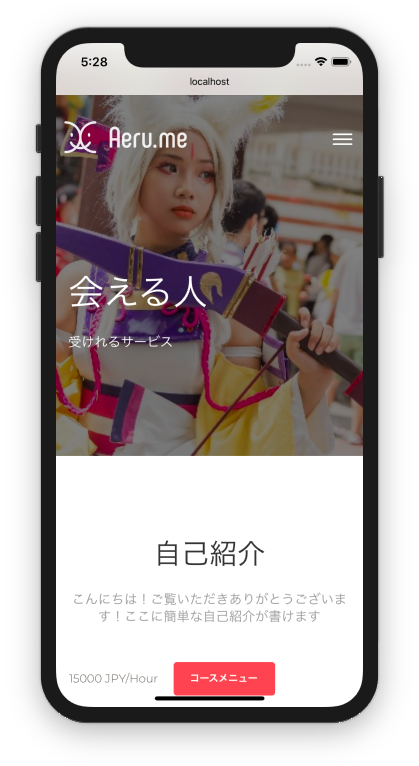 5:28
localhost
Aeru.me
会える人
受けれるサービス
自己紹介
こんにちは！ご覧いただきありがとうございま
す！ここに簡単な自己紹介が書けます
15000 JPY/Hour コースメニュー